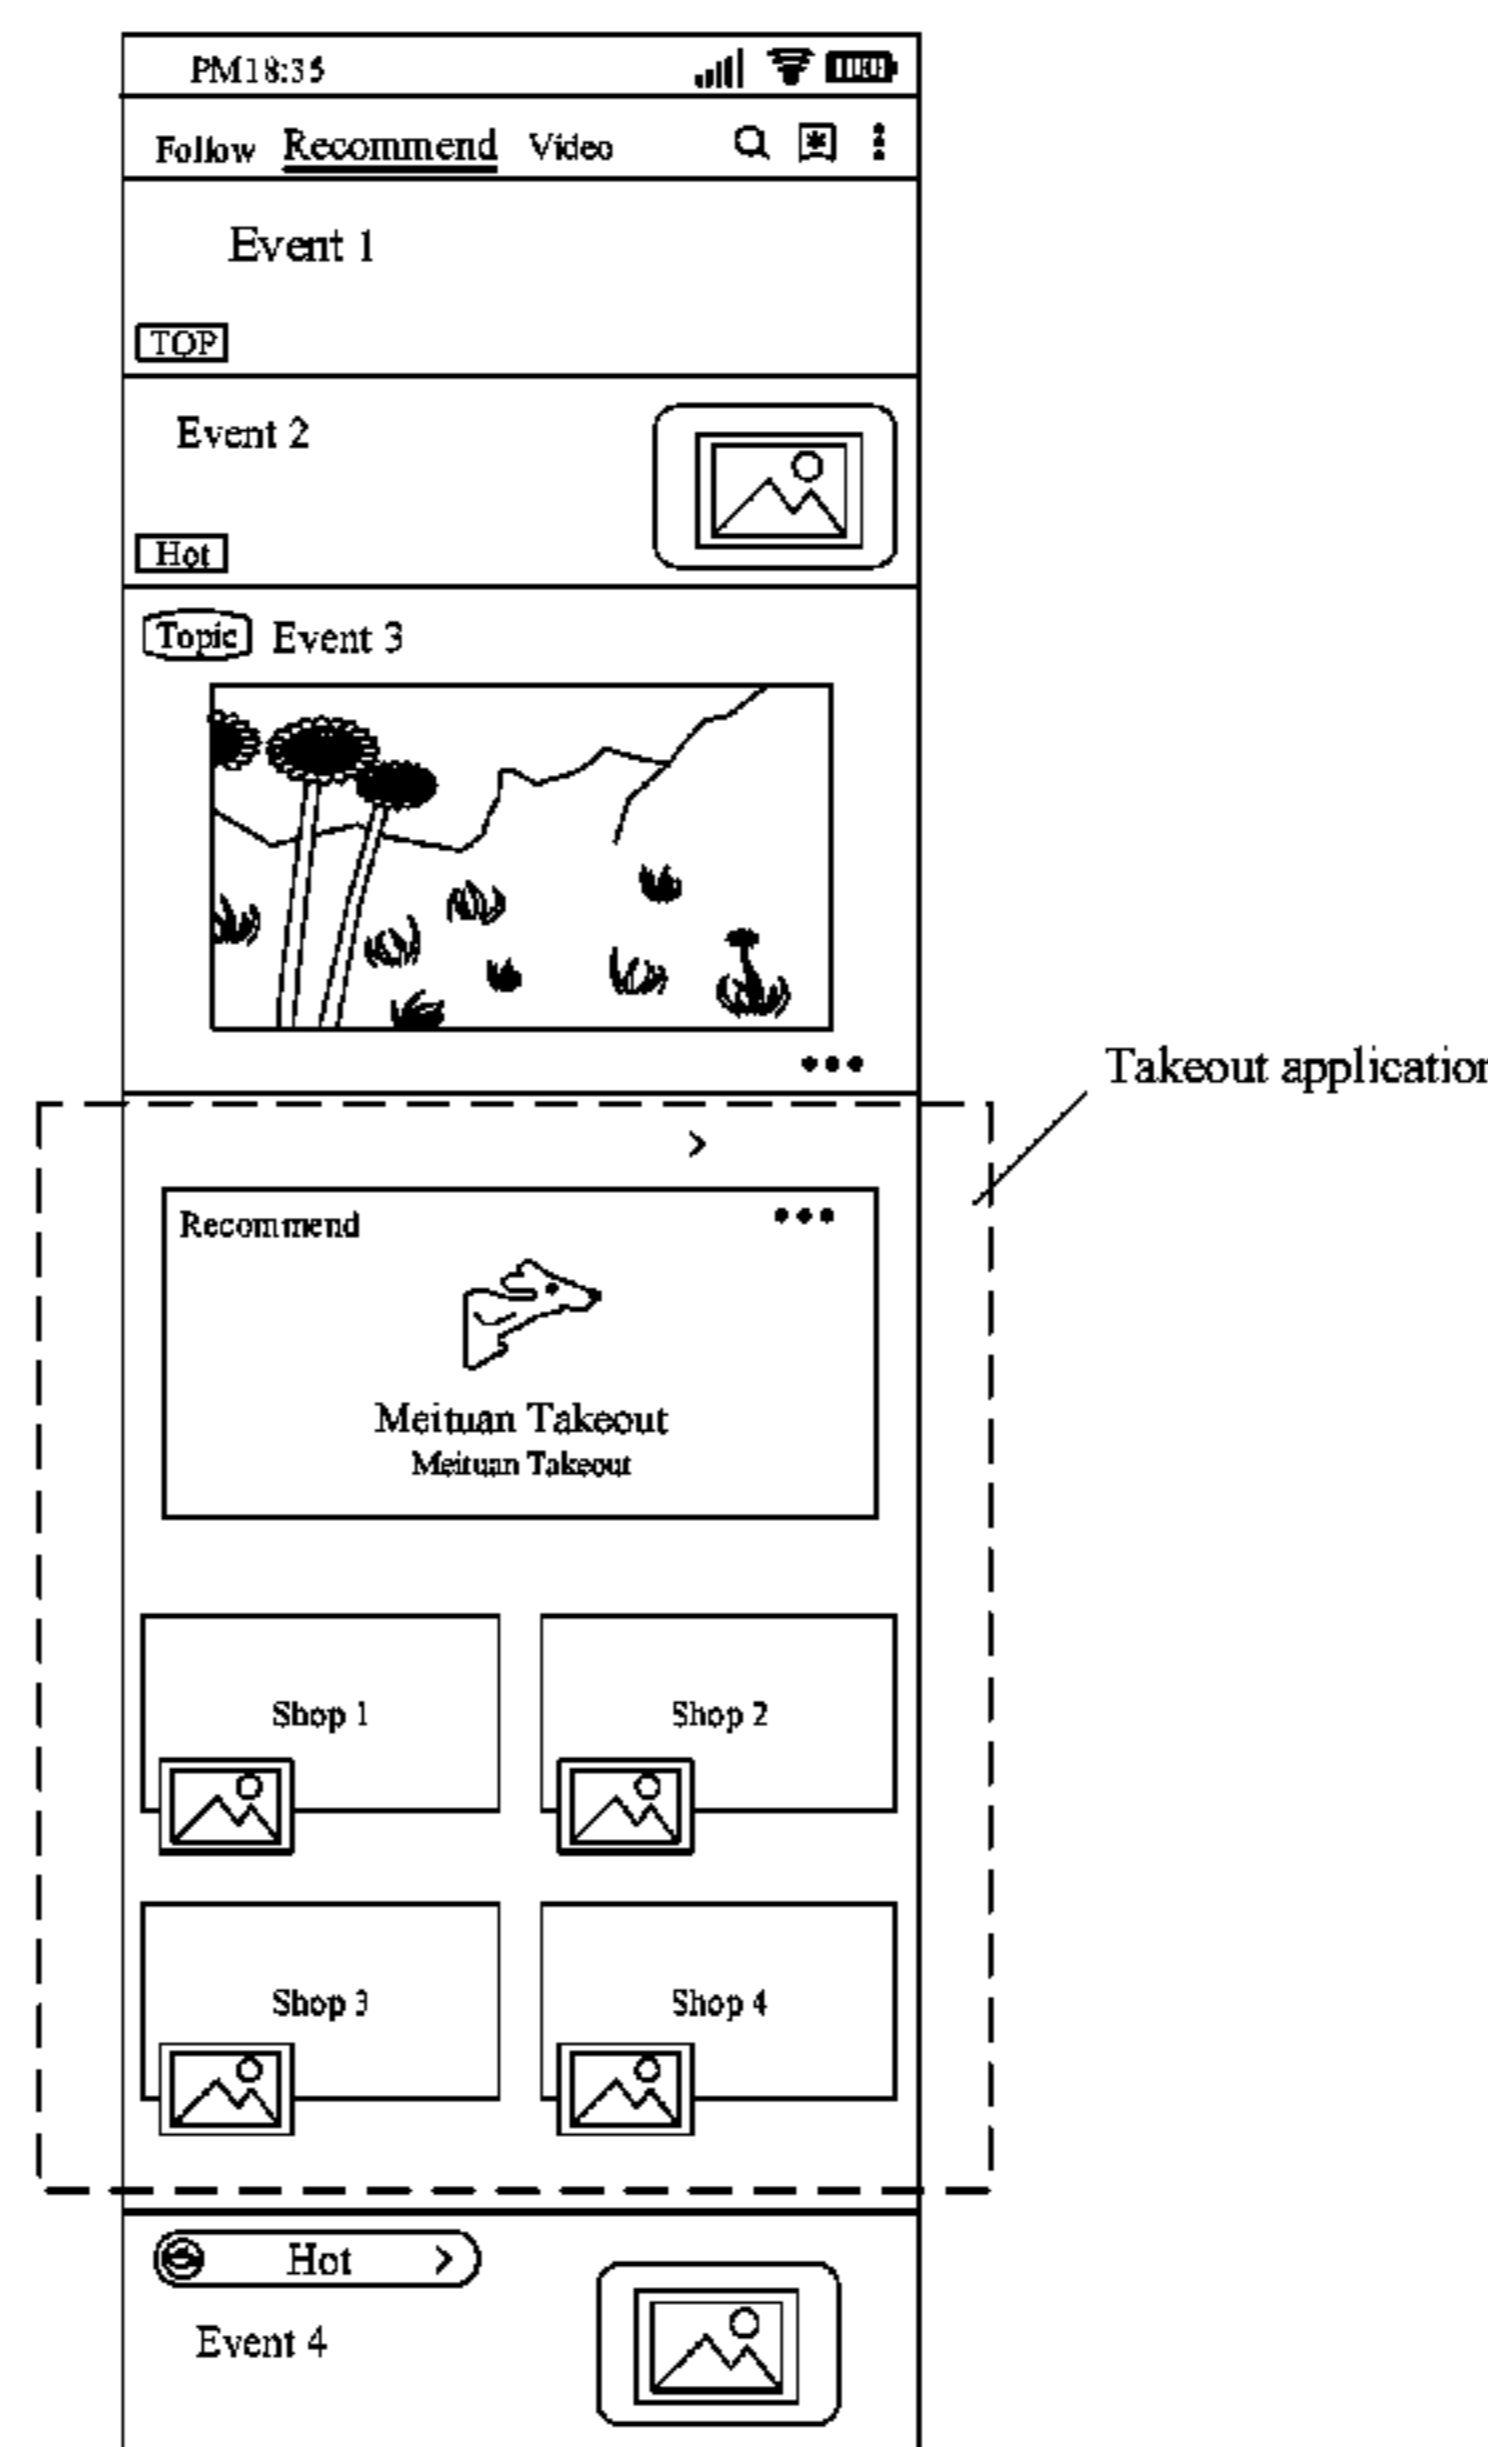 PM18:35
Follow Recommend Video
Event 1
TOP
Event 2
Hot
Topic Event 3
Takeout application
Recommend
Meituan Takeout
Meituan Takeout
Shop 1 Shop 2
Shop 3 Shop 4
Hot
Event 4